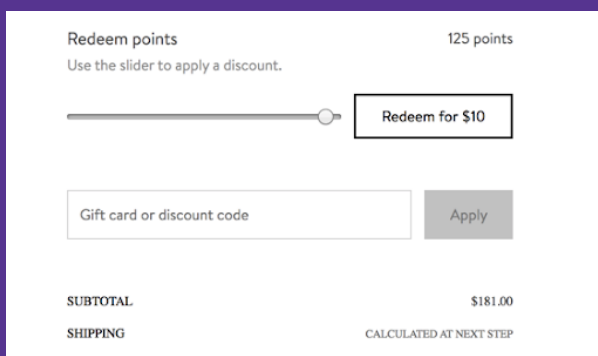 Redeem points 125 points
Use the slider to apply a discount.
Redeem for $10
Gift card or discount code Apply
SUBTOTAL $181.00
SHIPPING CALCULATED AT NEXT STEP